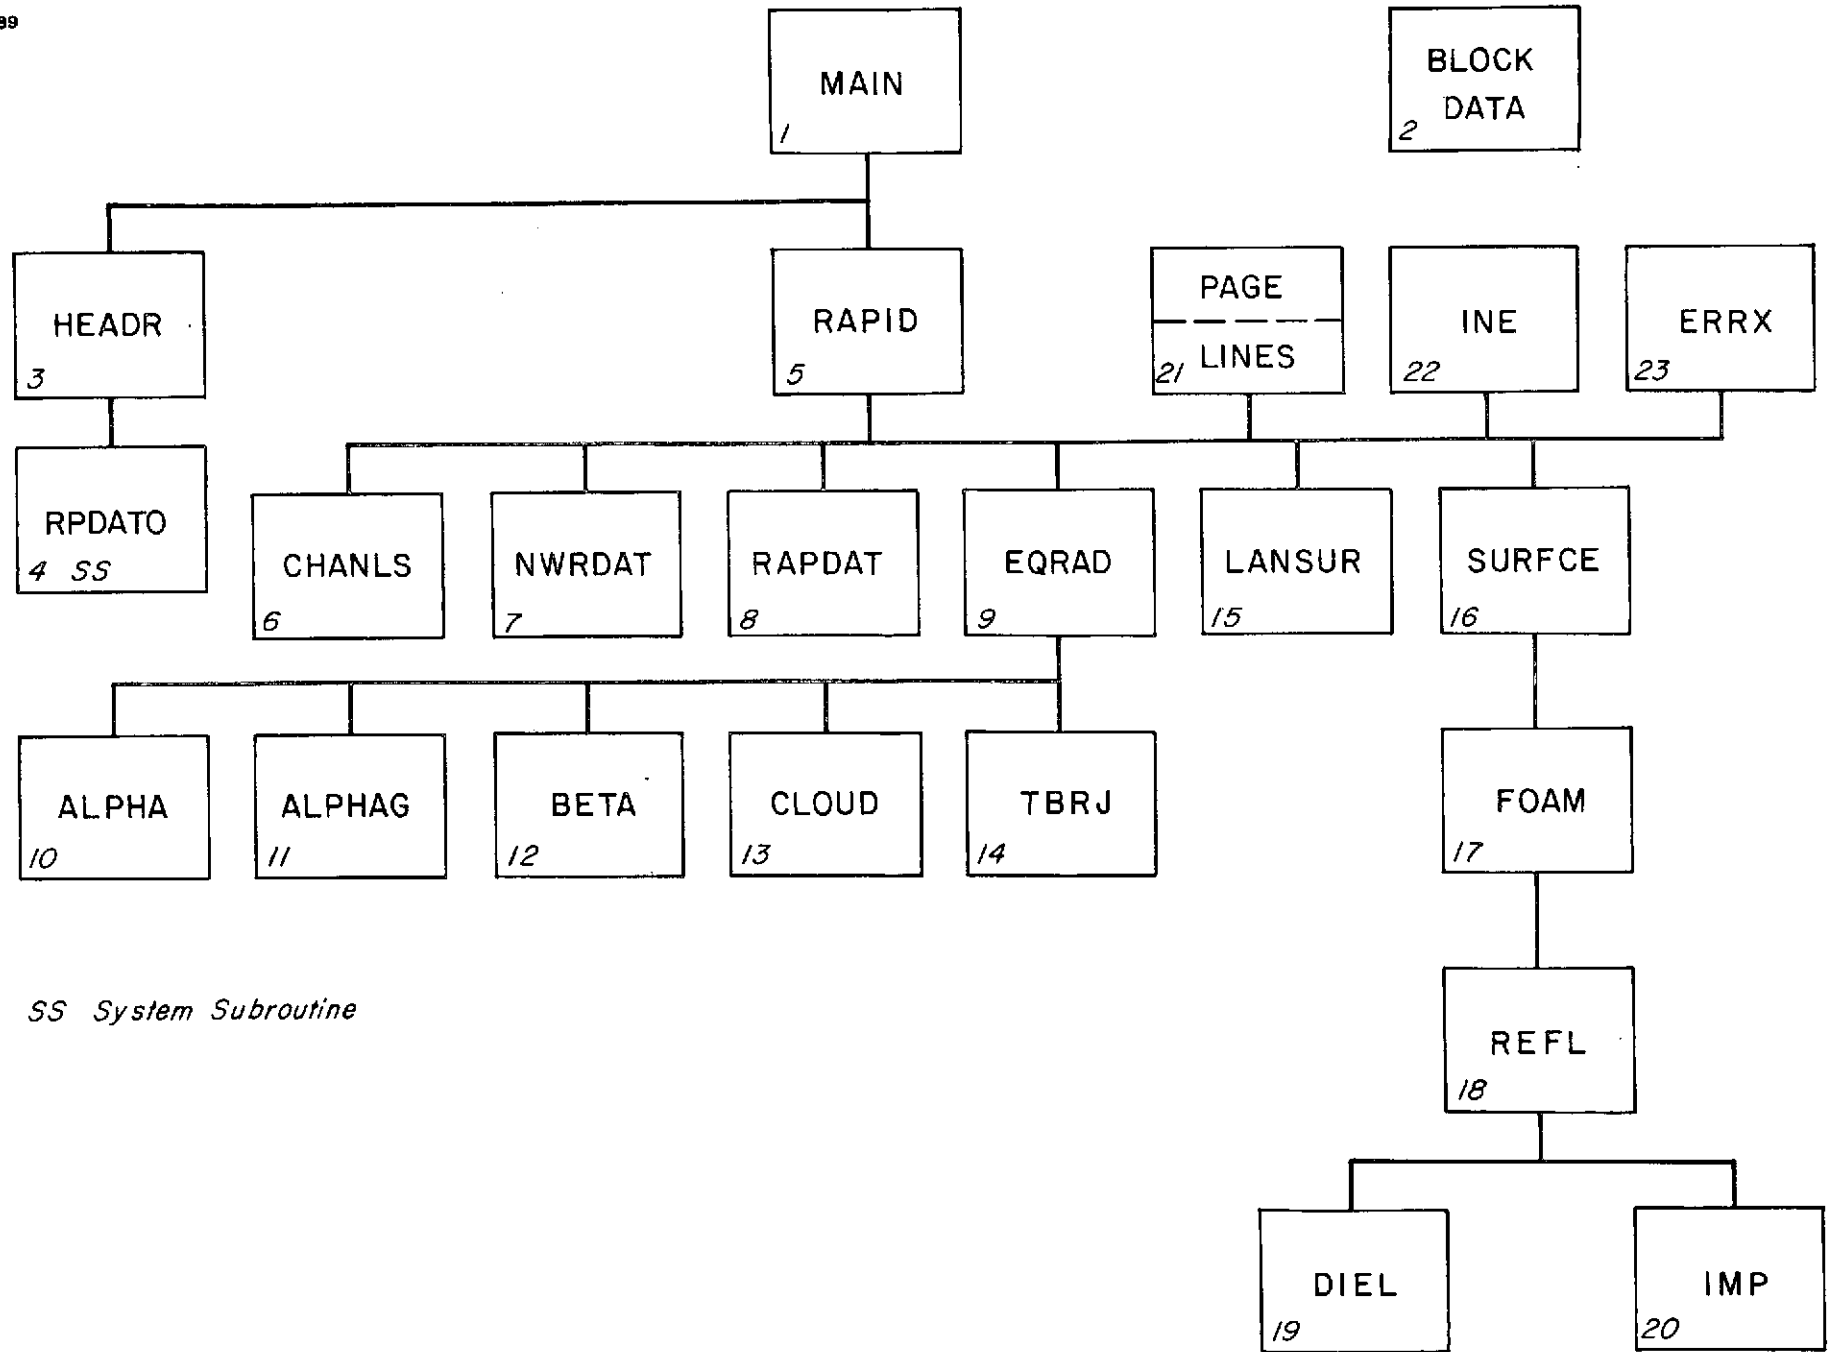 89
MAIN
1
BLOCK
DATA
2
HEADR
3
RAPID
5
PAGE
LINES
21
INE
22
ERRX
23
RPDATO
4 SS
CHANLS
6
NWRDAT
7
RAPDAT
8
EQRAD
9
LANSUR
15
SURFCE
16
ALPHA
10
ALPHAG
11
BETA
12
CLOUD
13
TBRJ
14
FOAM
17
SS System Subroutine
REFL
18
DIEL
19
IMP
20